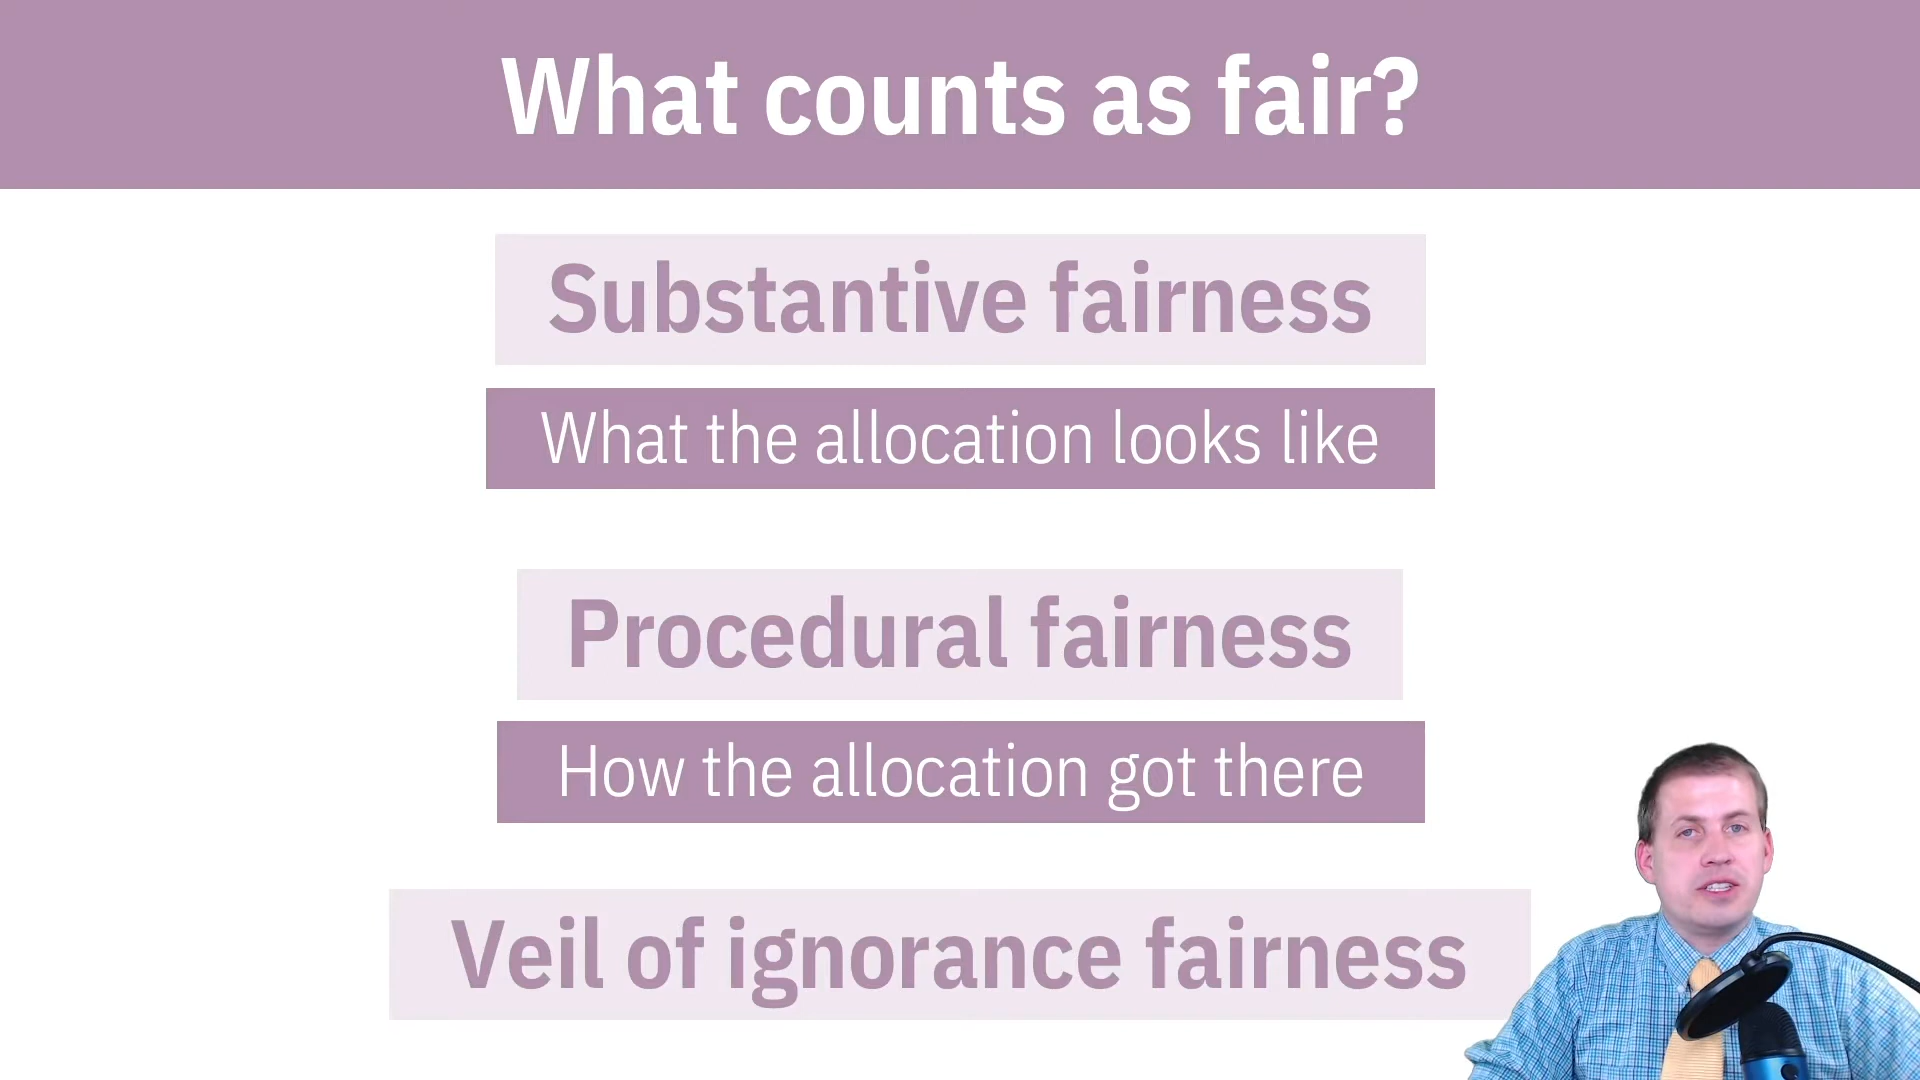 What counts as fair?
Substantive fairness
What the allocation looks like
Procedural fairness
How the allocation got there
Veil of ignorance fairness